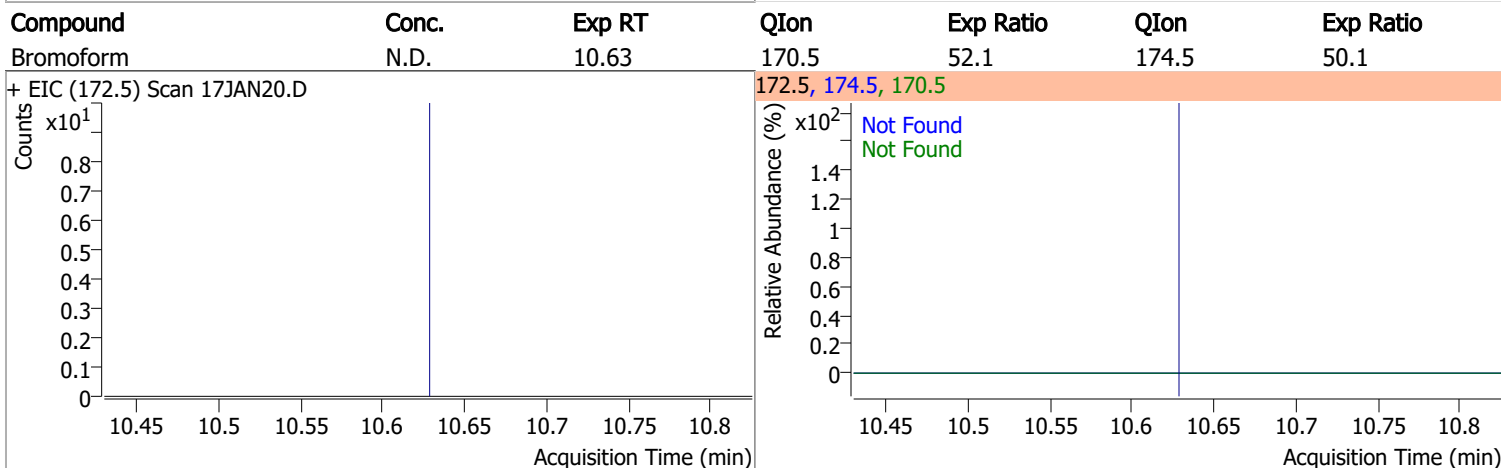 Compound Conc. Exp RT QIon Exp Ratio QIon Exp Ratio
Bromoform N.D. 10.63 170.5 52.1 174.5 50.1
+ EIC (172.5) Scan 17JAN20.D
Counts
x10¹
0.8
0.7
0.6
0.5
0.4
0.3
0.2
0.1
0
10.45 10.5 10.55 10.6 10.65 10.7 10.75 10.8
Acquisition Time (min)
172.5, 174.5, 170.5
Relative Abundance (%)
x10²
Not Found
Not Found
1.4
1.2
1
0.8
0.6
0.4
0.2
0
10.45 10.5 10.55 10.6 10.65 10.7 10.75 10.8
Acquisition Time (min)